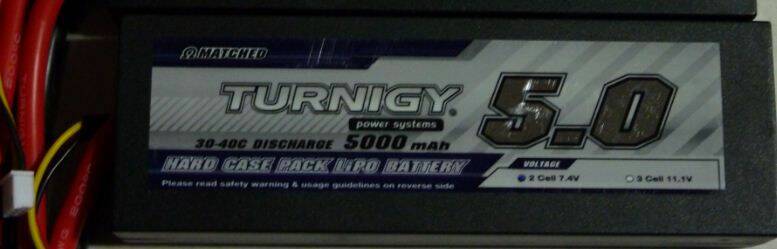 Ω MATCHED
TURNIGY®
power systems
5.0
30-40C DISCHARGE 5000 mAh
HARD CASE PACK LiPO BATTERY
VOLTAGE
2 Cell 7.4V
3 Cell 11.1V
Please read safety warning & usage guidelines on reverse side